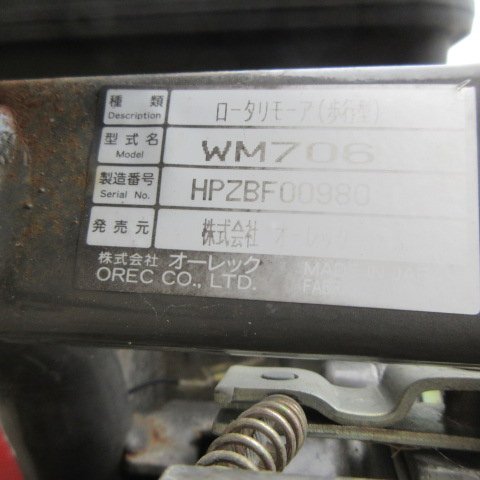 種類 ロータリモーア(歩行型)
Description
型式名 WM706
Model
製造番号 HPZBF00980
Serial No.
発売元 株式会社 オ
株式会社 オーレック
OREC CO., LTD.